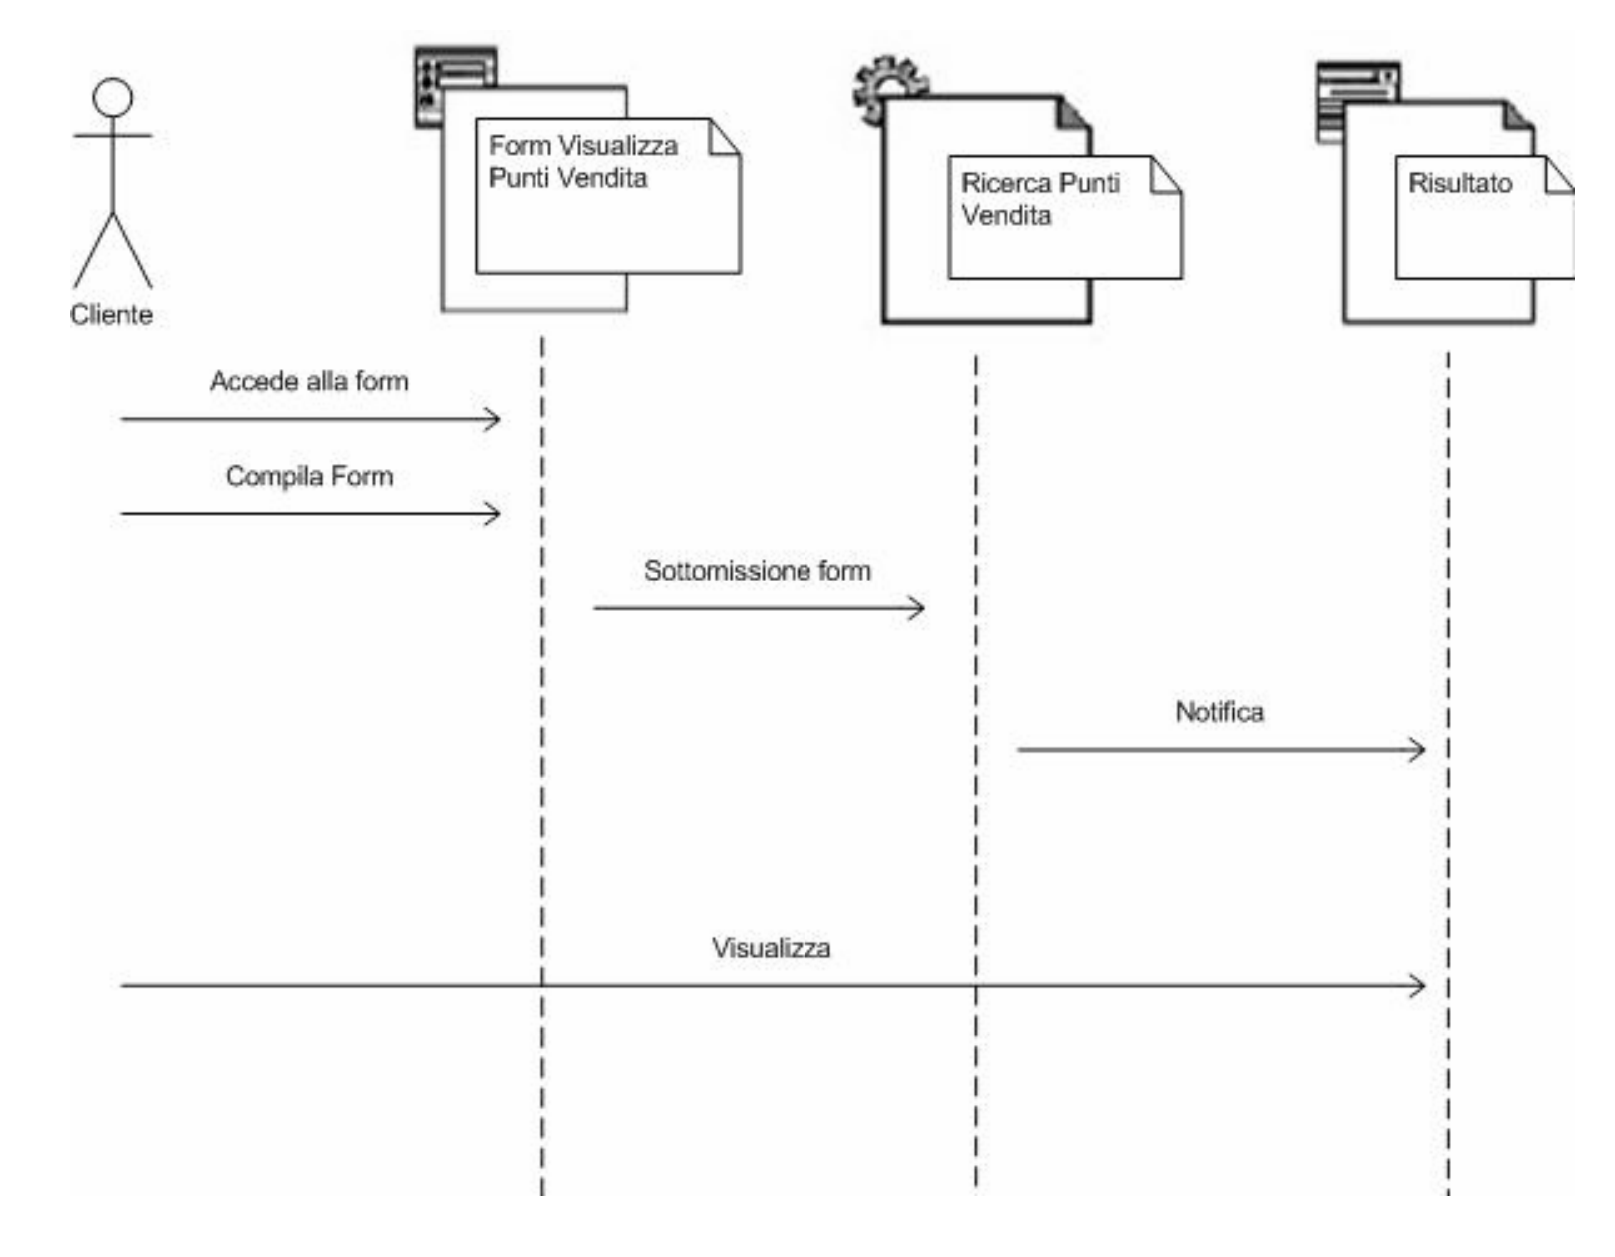 Form Visualizza
Punti Vendita
Ricerca Punti
Vendita
Risultato
Cliente
Accede alla form
Compila Form
Sottomissione form
Notifica
Visualizza